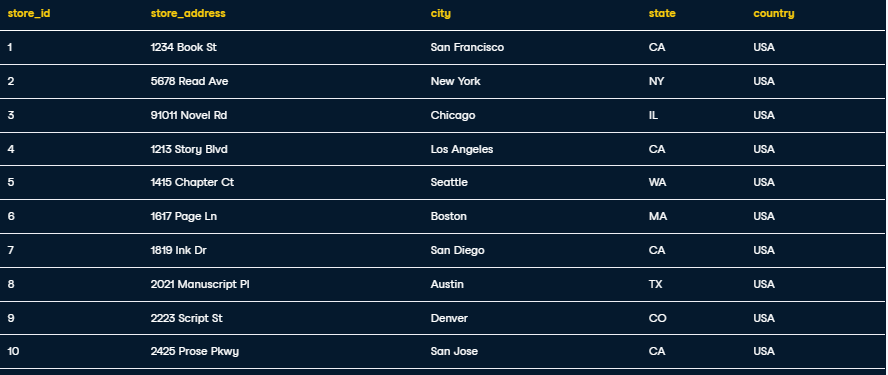 store_id store_address city state country
1 1234 Book St San Francisco CA USA
2 5678 Read Ave New York NY USA
3 91011 Novel Rd Chicago IL USA
4 1213 Story Blvd Los Angeles CA USA
5 1415 Chapter Ct Seattle WA USA
6 1617 Page Ln Boston MA USA
7 1819 Ink Dr San Diego CA USA
8 2021 Manuscript Pl Austin TX USA
9 2223 Script St Denver CO USA
10 2425 Prose Pkwy San Jose CA USA